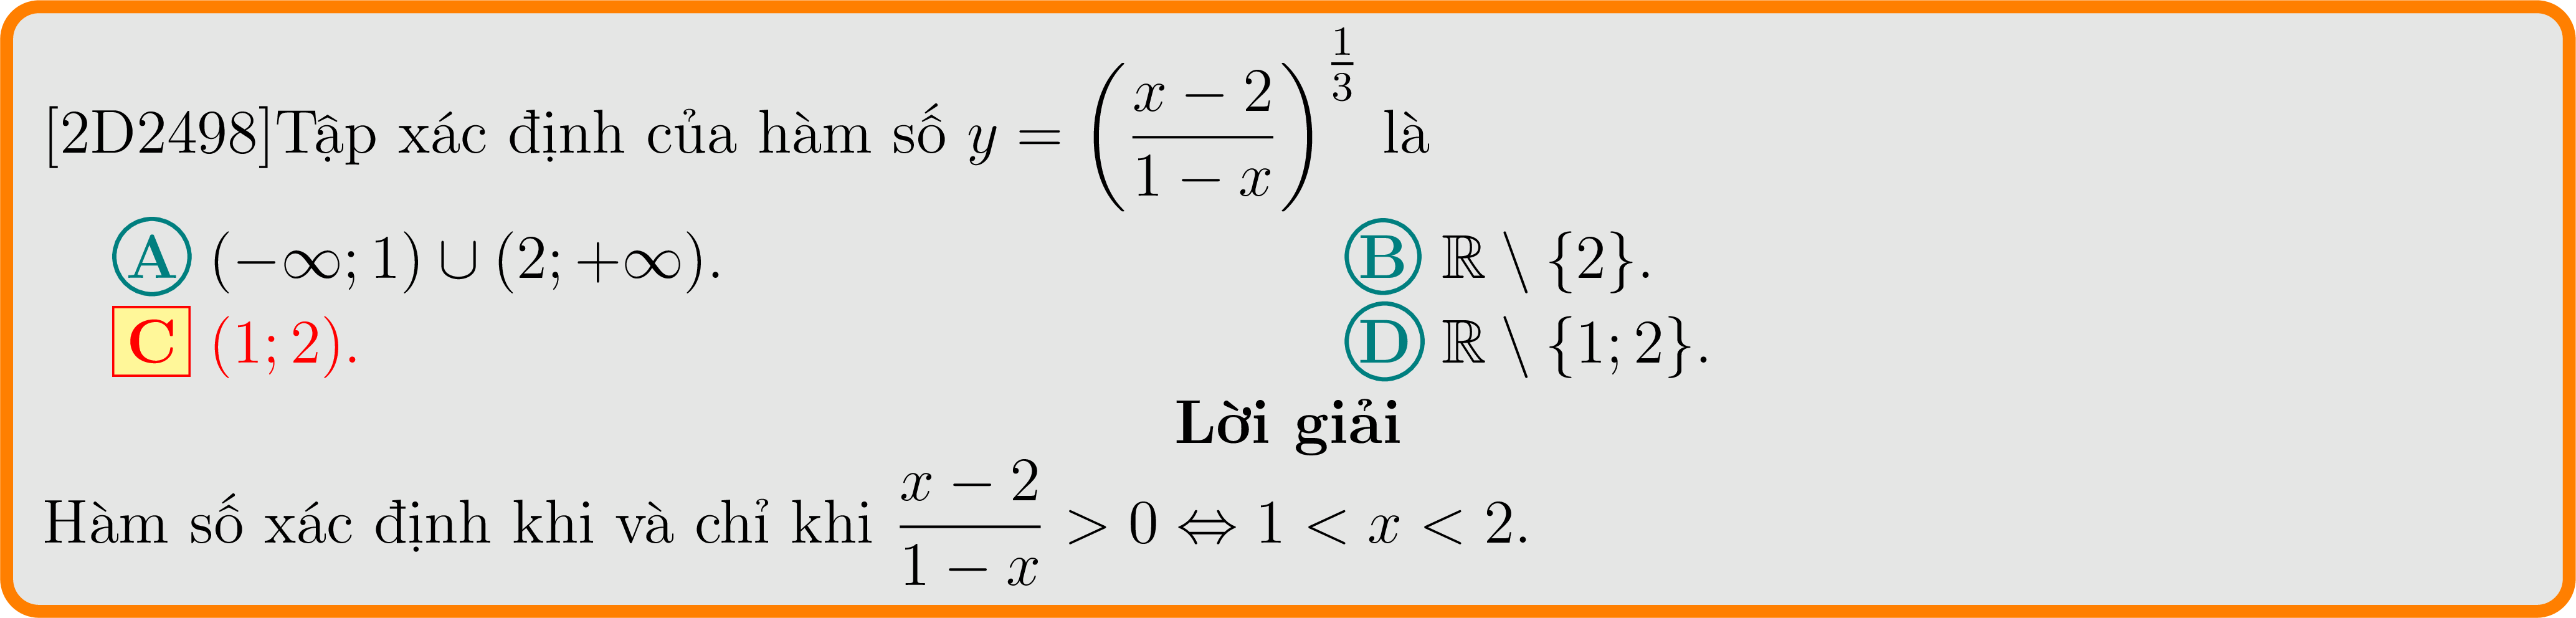 [2D2498]Tập xác định của hàm số $y = \left(\dfrac{x-2}{1-x}\right)^{\frac{1}{3}}$ là
A $(-\infty; 1) \cup (2; +\infty)$. B $\mathbb{R} \setminus \{2\}$.
C $(1; 2)$. D $\mathbb{R} \setminus \{1; 2\}$.
Lời giải
Hàm số xác định khi và chỉ khi $\dfrac{x-2}{1-x} > 0 \Leftrightarrow 1 < x < 2$.